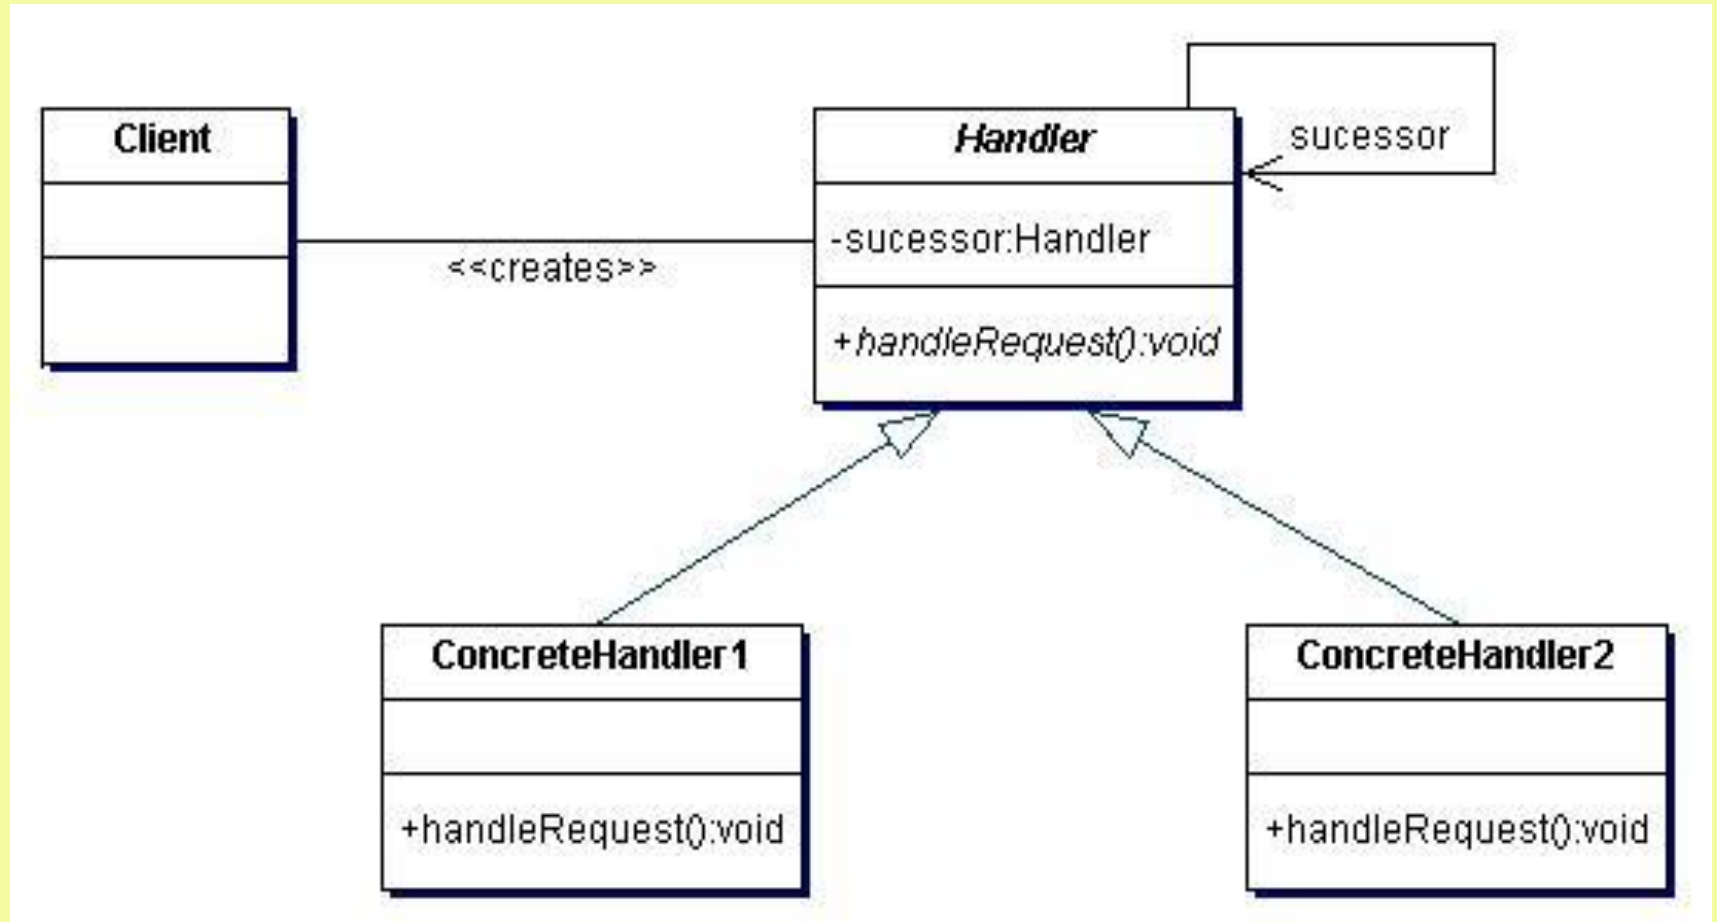 Client
Handler
sucessor
-sucessor:Handler
<<creates>>
+handleRequest():void
ConcreteHandler1
ConcreteHandler2
+handleRequest():void
+handleRequest():void